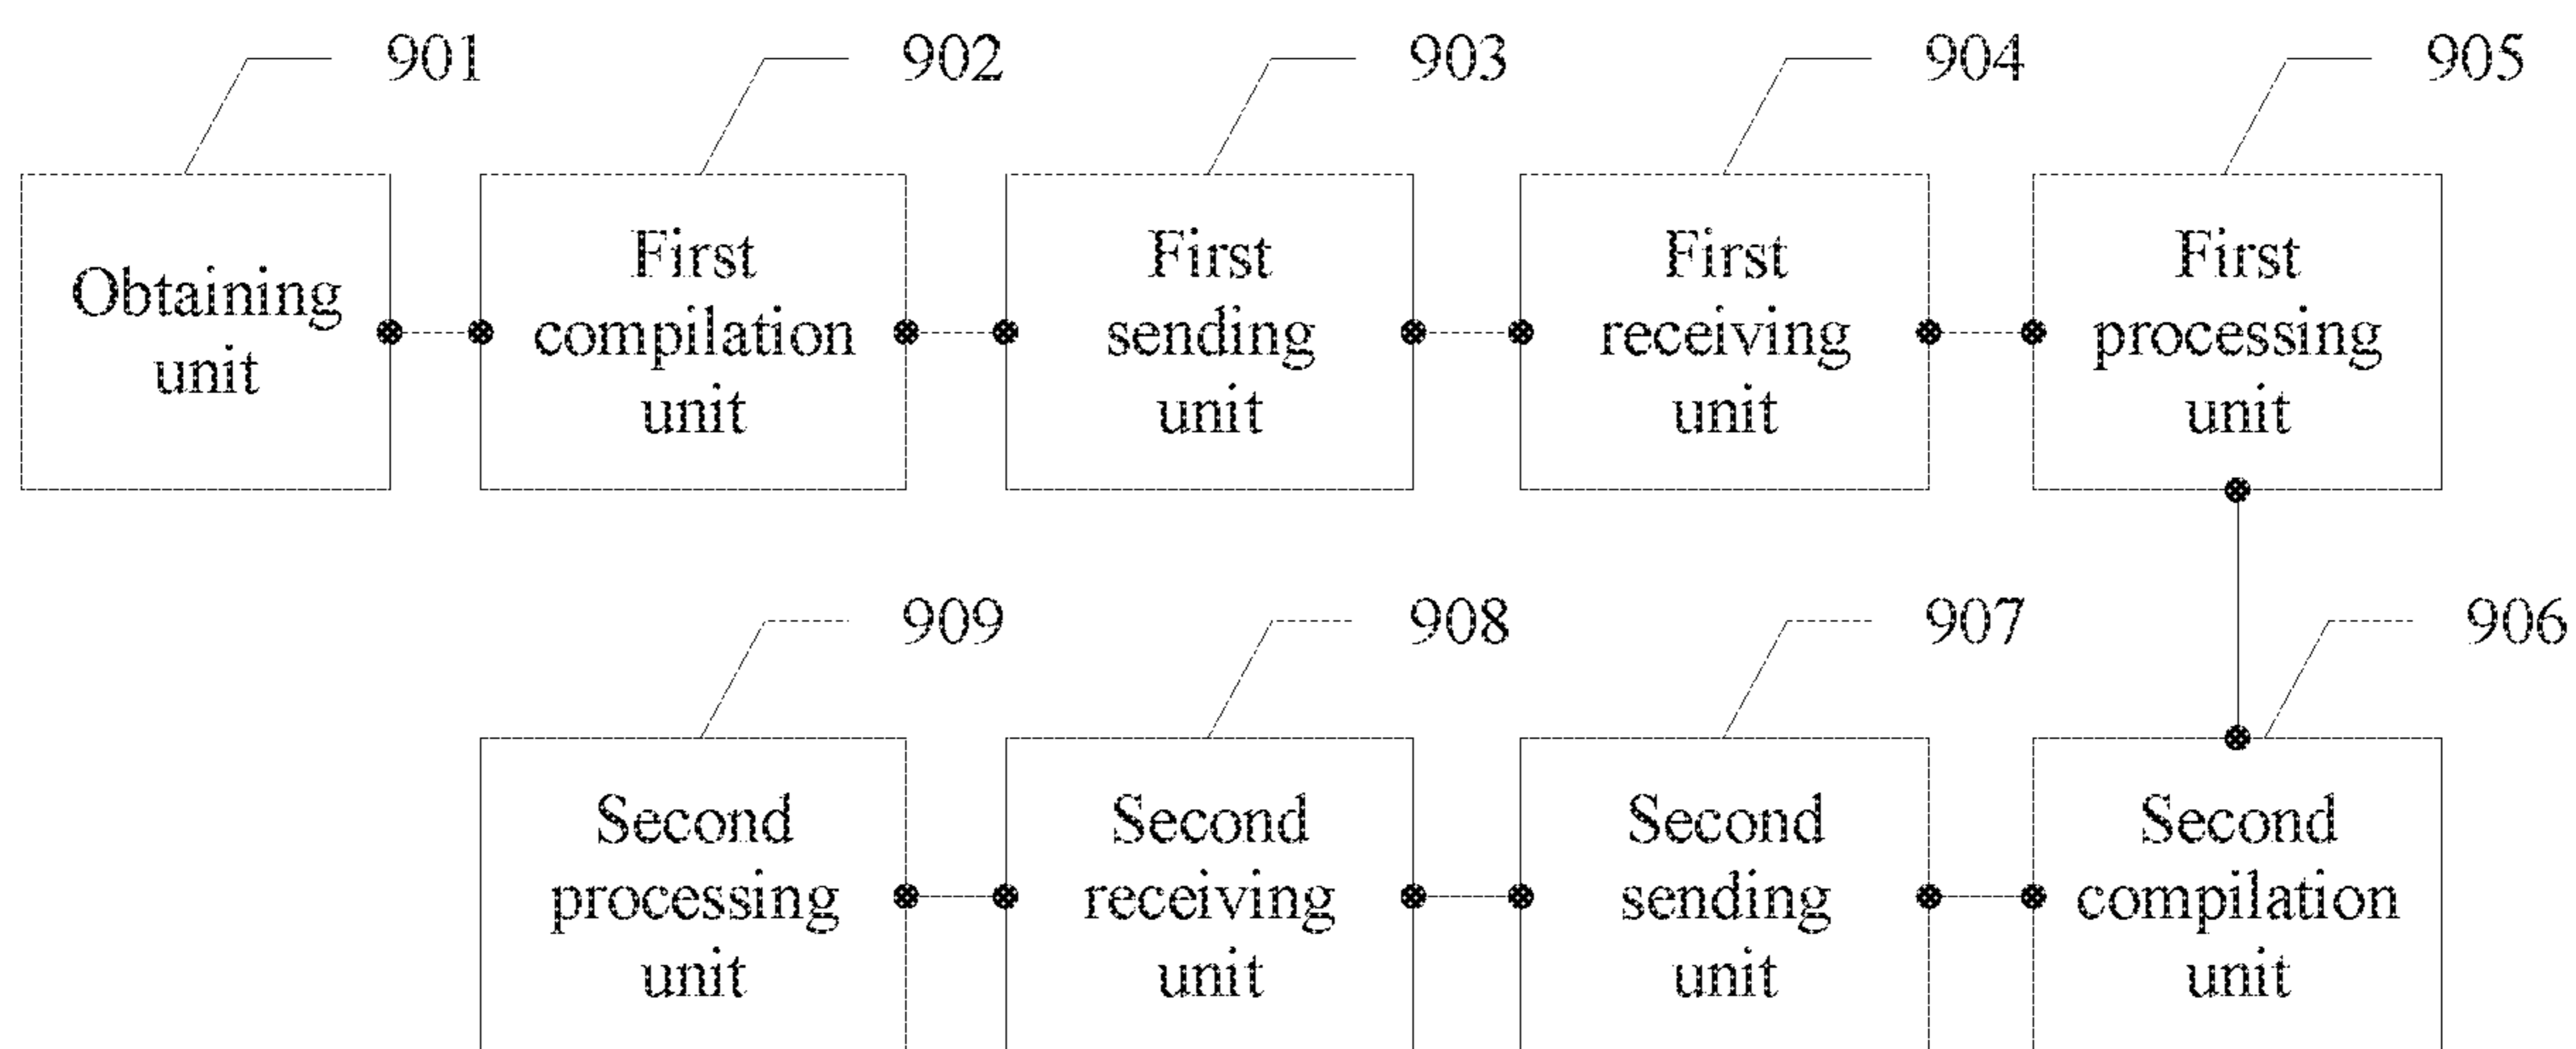 901
902
903
904
905
Obtaining
unit
First
compilation
unit
First
sending
unit
First
receiving
unit
First
processing
unit
909
908
907
906
Second
processing
unit
Second
receiving
unit
Second
sending
unit
Second
compilation
unit